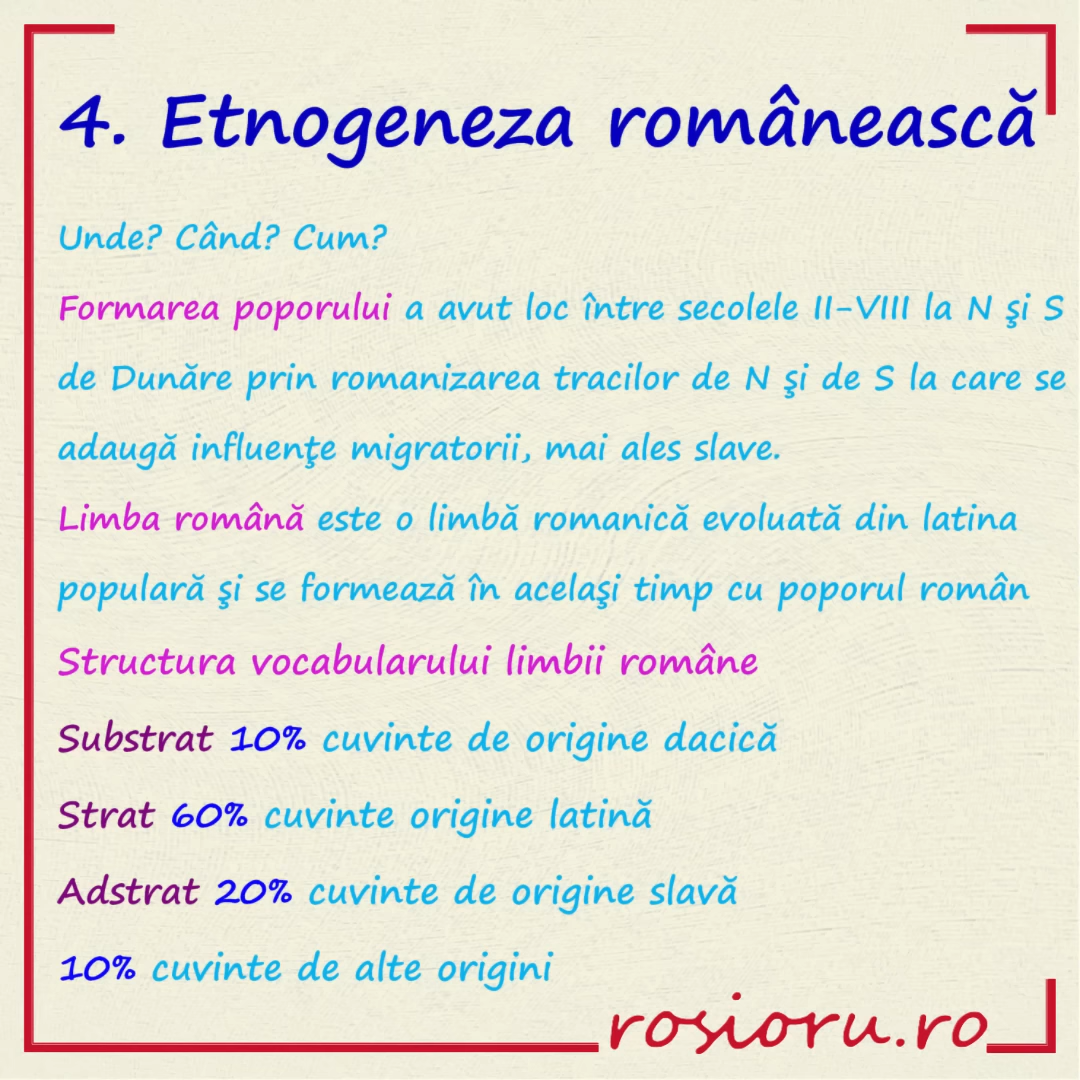 4. Etnogeneza românească
Unde? Când? Cum?
Formarea poporului a avut loc între secolele II-VIII la N şi S
de Dunăre prin romanizarea tracilor de N şi de S la care se
adaugă influenţe migratorii, mai ales slave.
Limba română este o limbă romanică evoluată din latina
populară şi se formează în acelaşi timp cu poporul român
Structura vocabularului limbii române
Substrat 10% cuvinte de origine dacică
Strat 60% cuvinte origine latină
Adstrat 20% cuvinte de origine slavă
10% cuvinte de alte origini
rosioru.ro